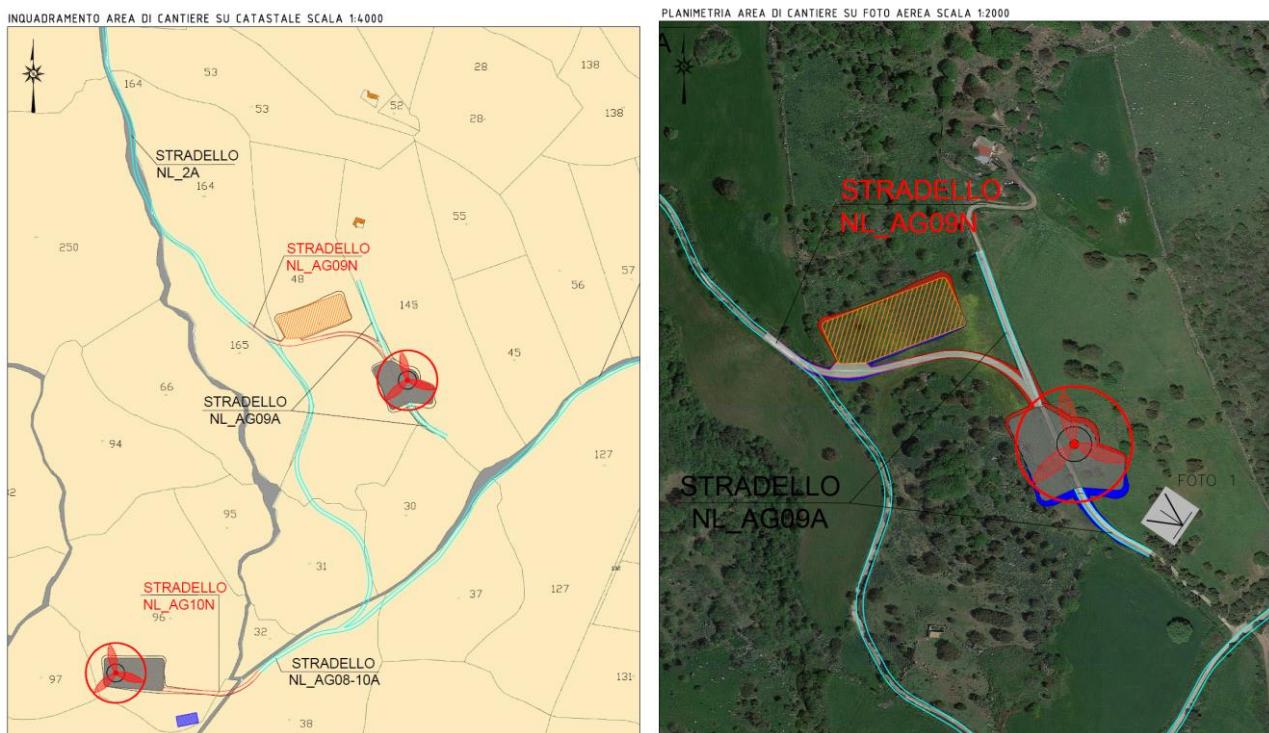 INQUADRAMENTO AREA DI CANTIERE SU CATASTALE SCALA 1:4000
53
28
138
164
53
52
28
138
STRADELLO
NL_2A
164
55
250
STRADELLO
NL_AG09N
57
48
56
149
165
45
66
STRADELLO
NL_AG09A
94
127
95
30
31
37
127
STRADELLO
NL_AG10N
96
32
STRADELLO
NL_AG08-10A
97
131
38
PLANIMETRIA AREA DI CANTIERE SU FOTO AEREA SCALA 1:2000
A
STRADELLO
NL_AG09N
STRADELLO
NL_AG09A
FOTO 1